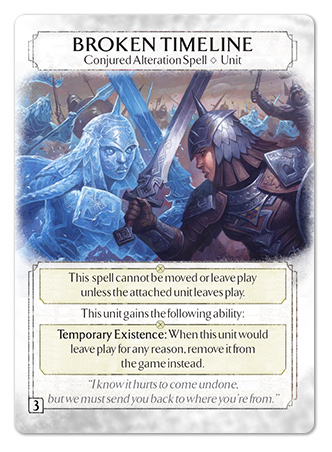 BROKEN TIMELINE
Conjured Alteration Spell ◇ Unit
This spell cannot be moved or leave play
unless the attached unit leaves play.
This unit gains the following ability:
Temporary Existence: When this unit would
leave play for any reason, remove it from
the game instead.
"I know it hurts to come undone,
but we must send you back to where you're from."
3